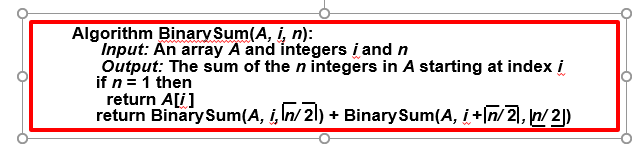 Algorithm BinarySum(A, i, n):
Input: An array A and integers i and n
Output: The sum of the n integers in A starting at index i
if n = 1 then
return A[i]
return BinarySum(A, i, ⌈n/ 2⌉) + BinarySum(A, i +⌈n/ 2⌉, ⌊n/ 2⌋)